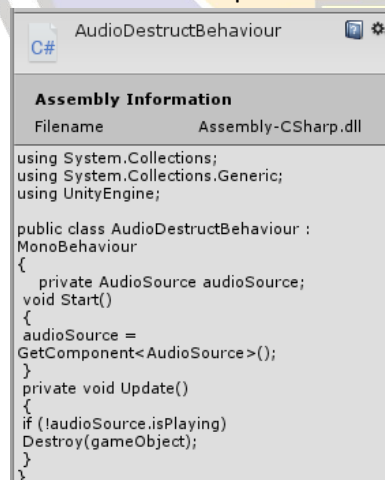 AudioDestructBehaviour
C#
Assembly Information
Filename Assembly-CSharp.dll
using System.Collections;
using System.Collections.Generic;
using UnityEngine;
public class AudioDestructBehaviour :
MonoBehaviour
{
private AudioSource audioSource;
void Start()
{
audioSource =
GetComponent<AudioSource>();
}
private void Update()
{
if (!audioSource.isPlaying)
Destroy(gameObject);
}
}